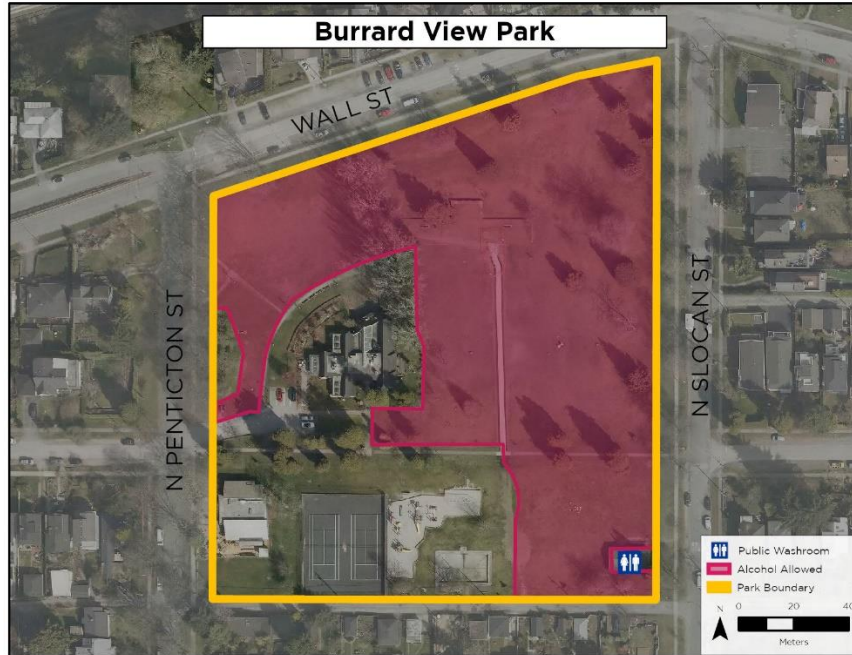 Burrard View Park
WALL ST
N PENTICTON ST
N SLOCAN ST
Public Washroom
Alcohol Allowed
Park Boundary
N
0 20 40
Meters